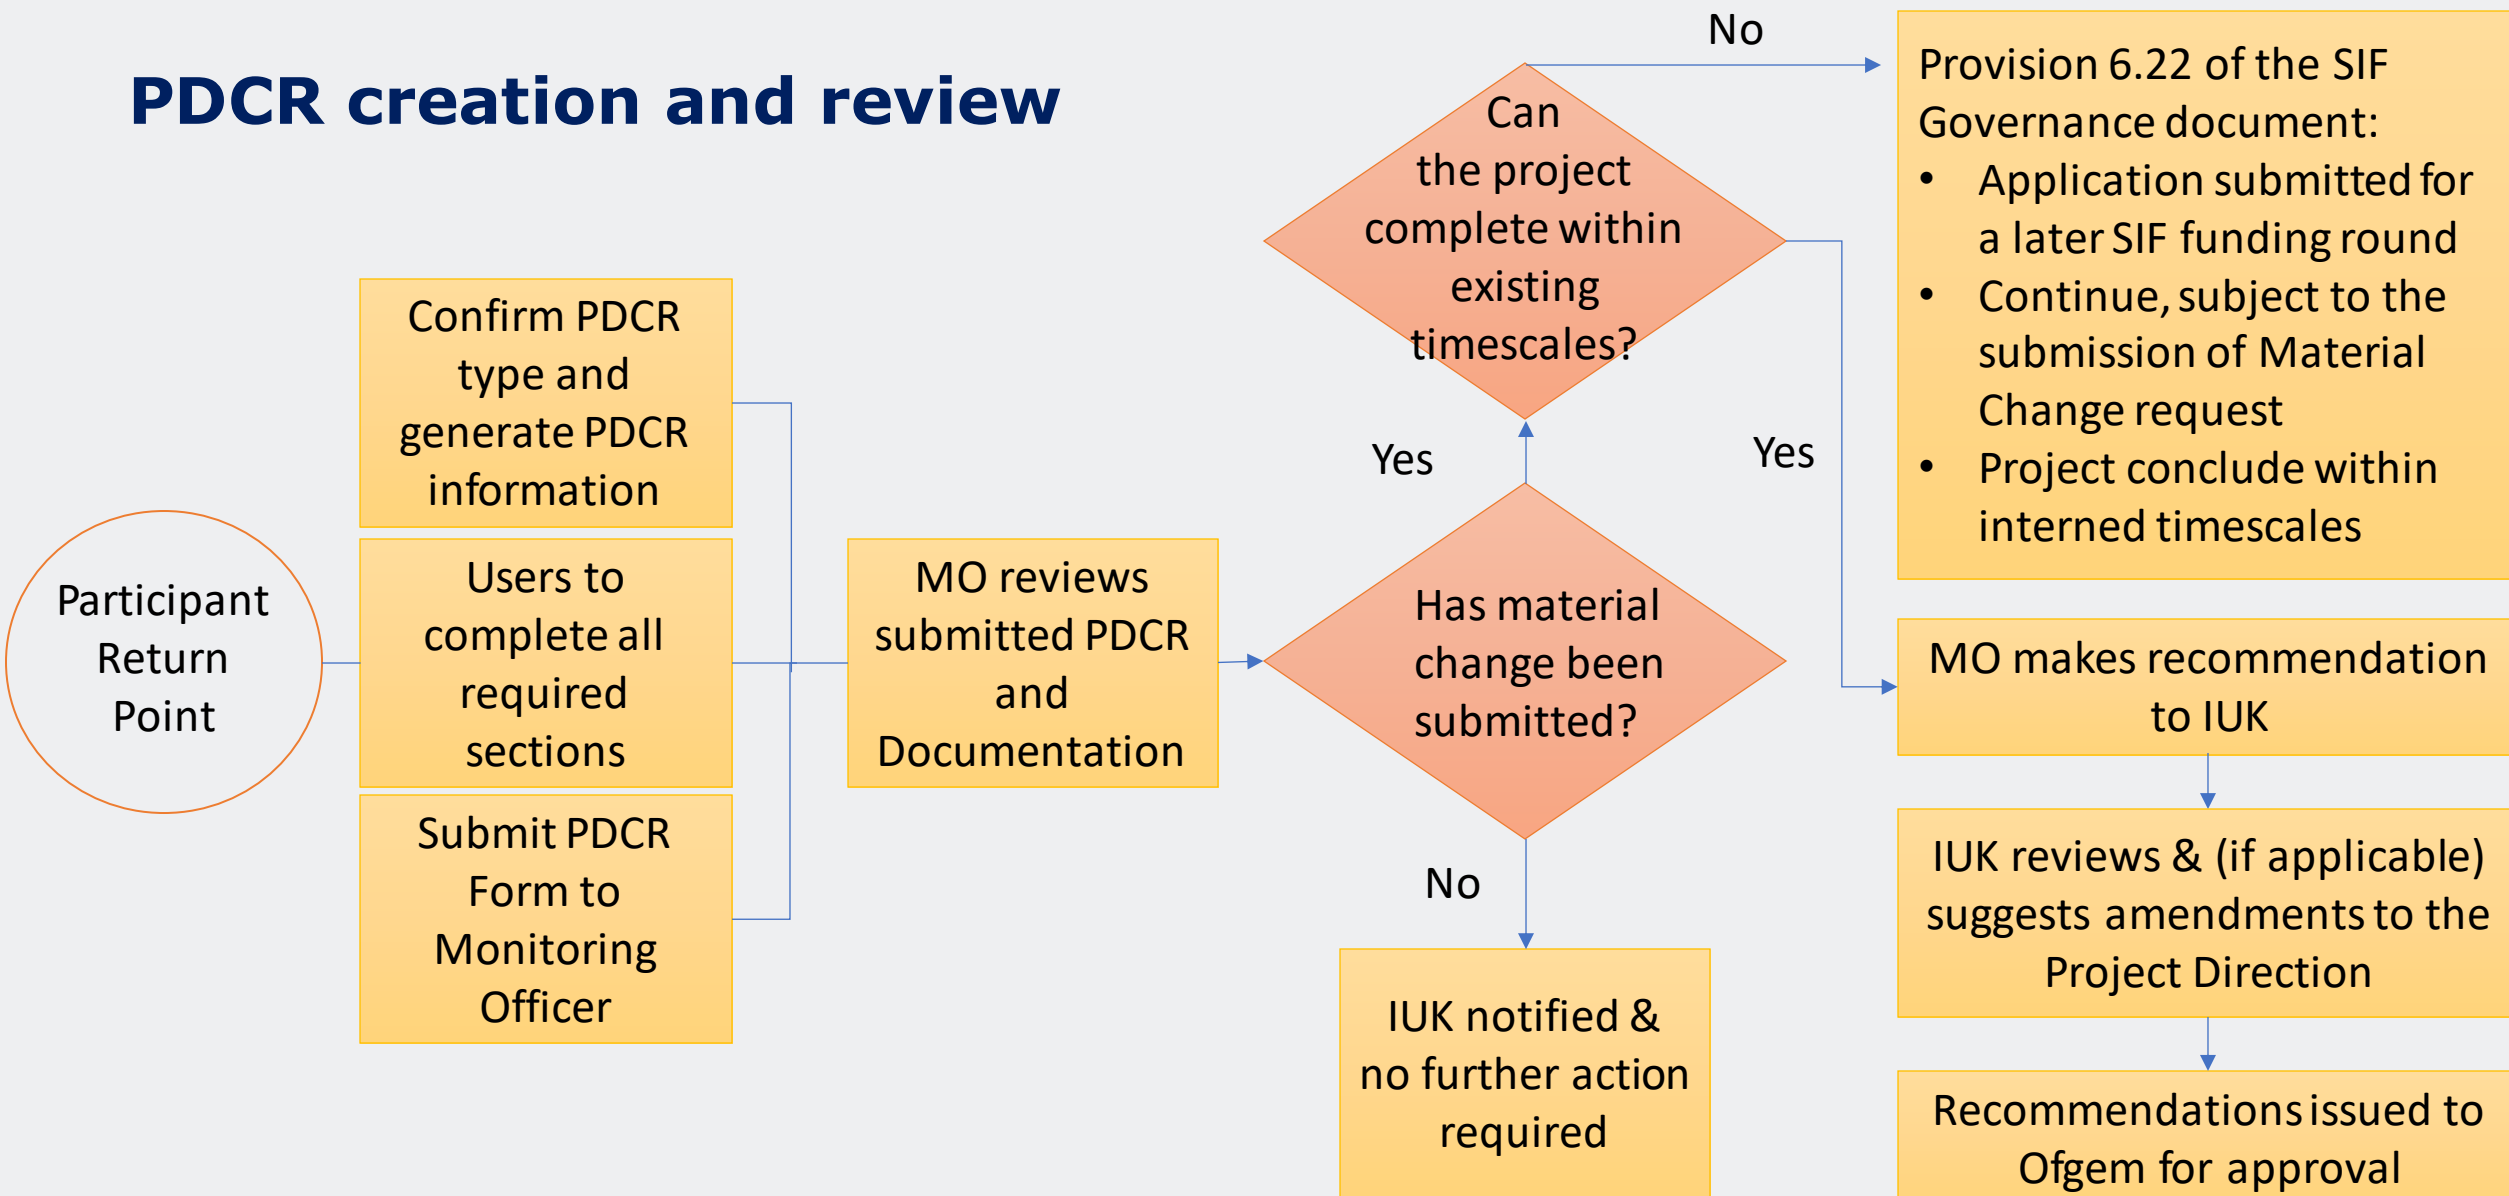 PDCR creation and review
Participant
Return
Point
Confirm PDCR
type and
generate PDCR
information
Users to
complete all
required
sections
Submit PDCR
Form to
Monitoring
Officer
MO reviews
submitted PDCR
and
Documentation
Has material
change been
submitted?
Yes
No
IUK notified &
no further action
required
Can
the project
complete within
existing
timescales?
No
Yes
Provision 6.22 of the SIF
Governance document:
• Application submitted for
a later SIF funding round
• Continue, subject to the
submission of Material
Change request
• Project conclude within
interned timescales
MO makes recommendation
to IUK
IUK reviews & (if applicable)
suggests amendments to the
Project Direction
Recommendations issued to
Ofgem for approval